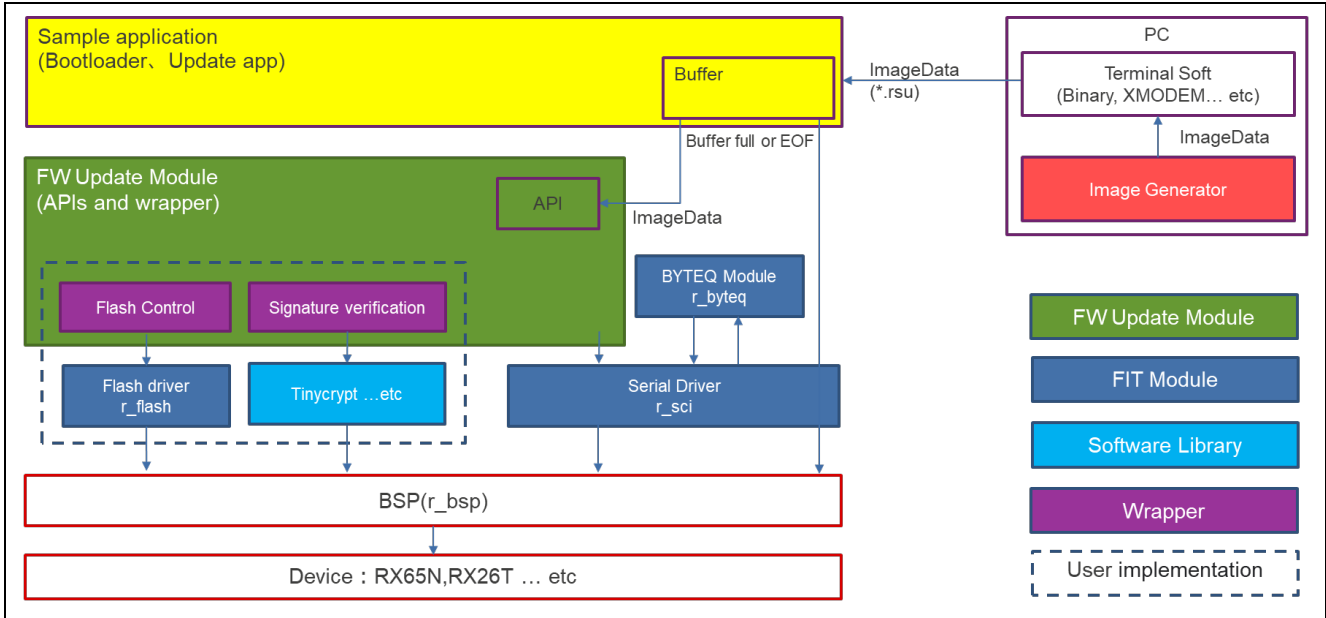 Sample application
(Bootloader、Update app)
Buffer
ImageData
(*.rsu)
PC
Terminal Soft
(Binary, XMODEM… etc)
ImageData
Image Generator
Buffer full or EOF
FW Update Module
(APIs and wrapper)
API
ImageData
BYTEQ Module
r_byteq
Flash Control
Signature verification
Flash driver
r_flash
Tinycrypt …etc
Serial Driver
r_sci
BSP(r_bsp)
Device：RX65N,RX26T … etc
FW Update Module
FIT Module
Software Library
Wrapper
User implementation